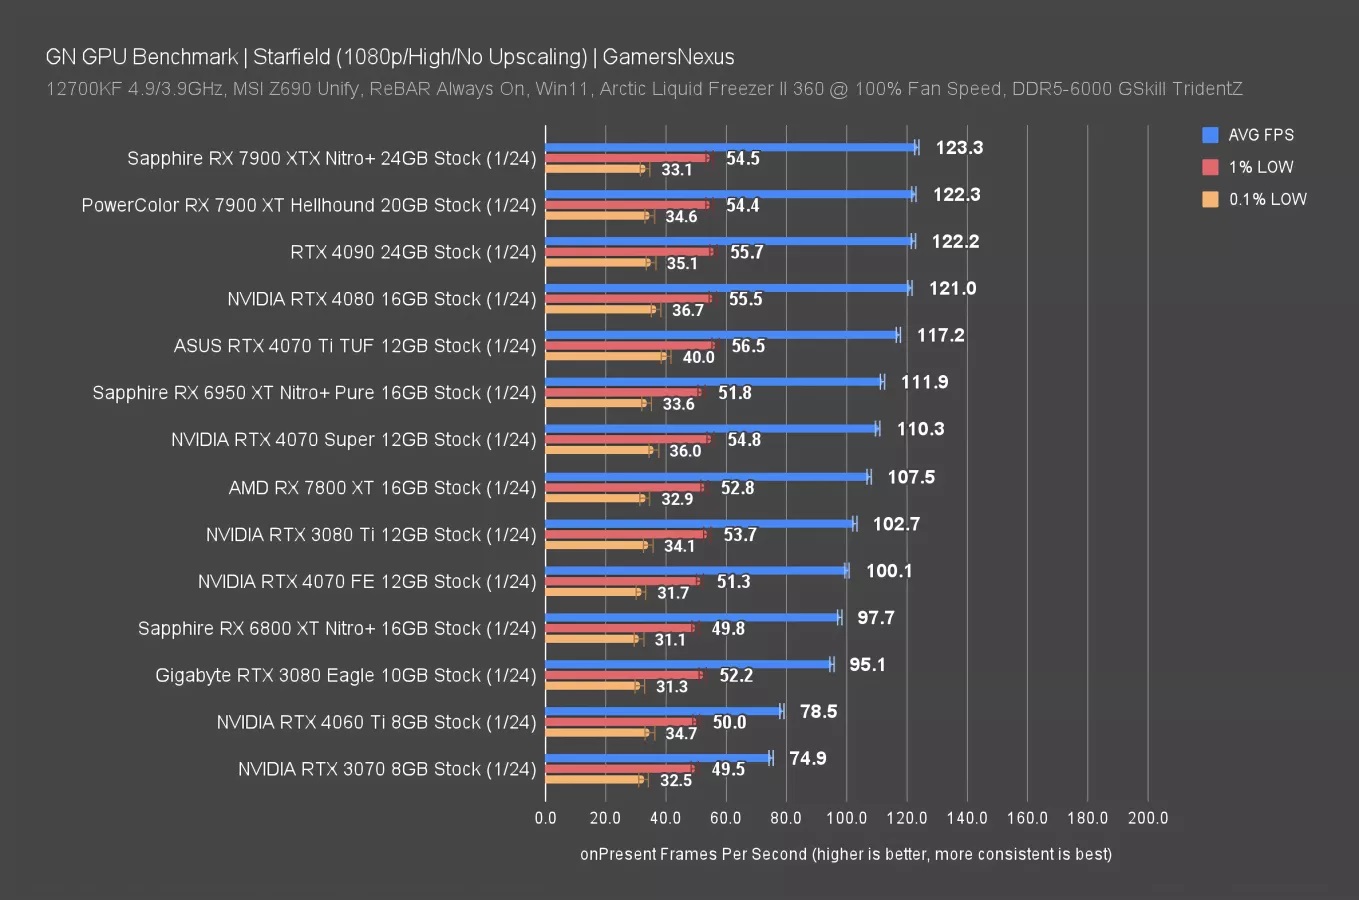 GN GPU Benchmark | Starfield (1080p/High/No Upscaling) | GamersNexus
12700KF 4.9/3.9GHz, MSI Z690 Unify, ReBAR Always On, Win11, Arctic Liquid Freezer II 360 @ 100% Fan Speed, DDR5-6000 GSkill TridentZ
AVG FPS
1% LOW
0.1% LOW
Sapphire RX 7900 XTX Nitro+ 24GB Stock (1/24) 123.3 54.5 33.1
PowerColor RX 7900 XT Hellhound 20GB Stock (1/24) 122.3 54.4 34.6
RTX 4090 24GB Stock (1/24) 122.2 55.7 35.1
NVIDIA RTX 4080 16GB Stock (1/24) 121.0 55.5 36.7
ASUS RTX 4070 Ti TUF 12GB Stock (1/24) 117.2 56.5 40.0
Sapphire RX 6950 XT Nitro+ Pure 16GB Stock (1/24) 111.9 51.8 33.6
NVIDIA RTX 4070 Super 12GB Stock (1/24) 110.3 54.8 36.0
AMD RX 7800 XT 16GB Stock (1/24) 107.5 52.8 32.9
NVIDIA RTX 3080 Ti 12GB Stock (1/24) 102.7 53.7 34.1
NVIDIA RTX 4070 FE 12GB Stock (1/24) 100.1 51.3 31.7
Sapphire RX 6800 XT Nitro+ 16GB Stock (1/24) 97.7 49.8 31.1
Gigabyte RTX 3080 Eagle 10GB Stock (1/24) 95.1 52.2 31.3
NVIDIA RTX 4060 Ti 8GB Stock (1/24) 78.5 50.0 34.7
NVIDIA RTX 3070 8GB Stock (1/24) 74.9 49.5 32.5
0.0 20.0 40.0 60.0 80.0 100.0 120.0 140.0 160.0 180.0 200.0
onPresent Frames Per Second (higher is better, more consistent is best)